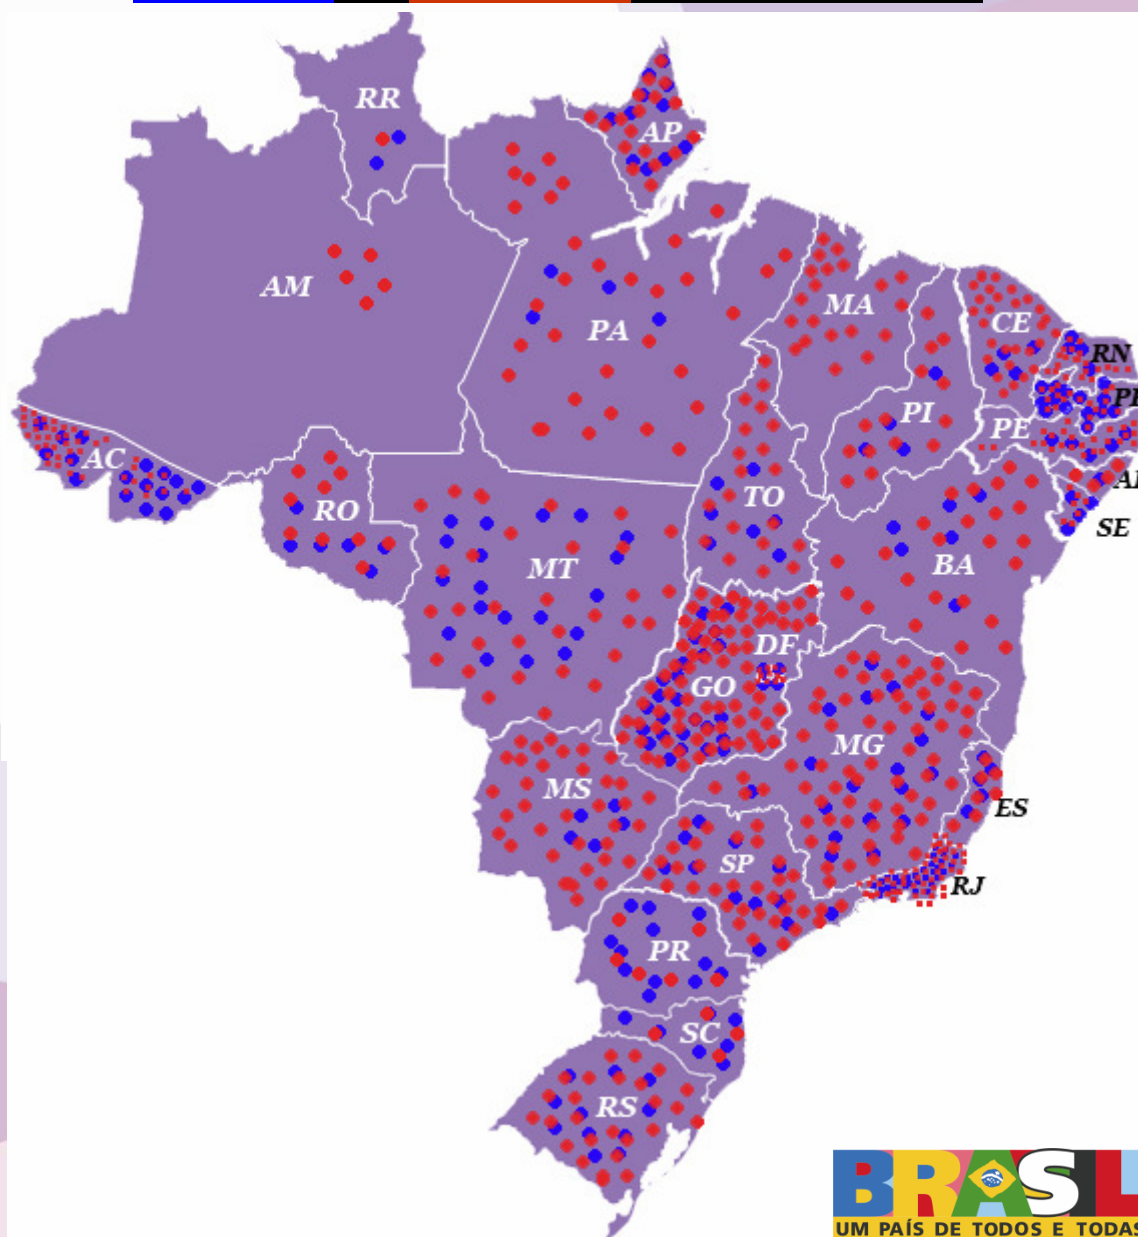 RR
AP
AM
MA
CE
PA
RN
PI
PE
AC
TO
RO
SE
BA
MT
DF
GO
MG
MS
ES
SP
RJ
PR
SC
RS
BRASIL
UM PAÍS DE TODOS E TODAS